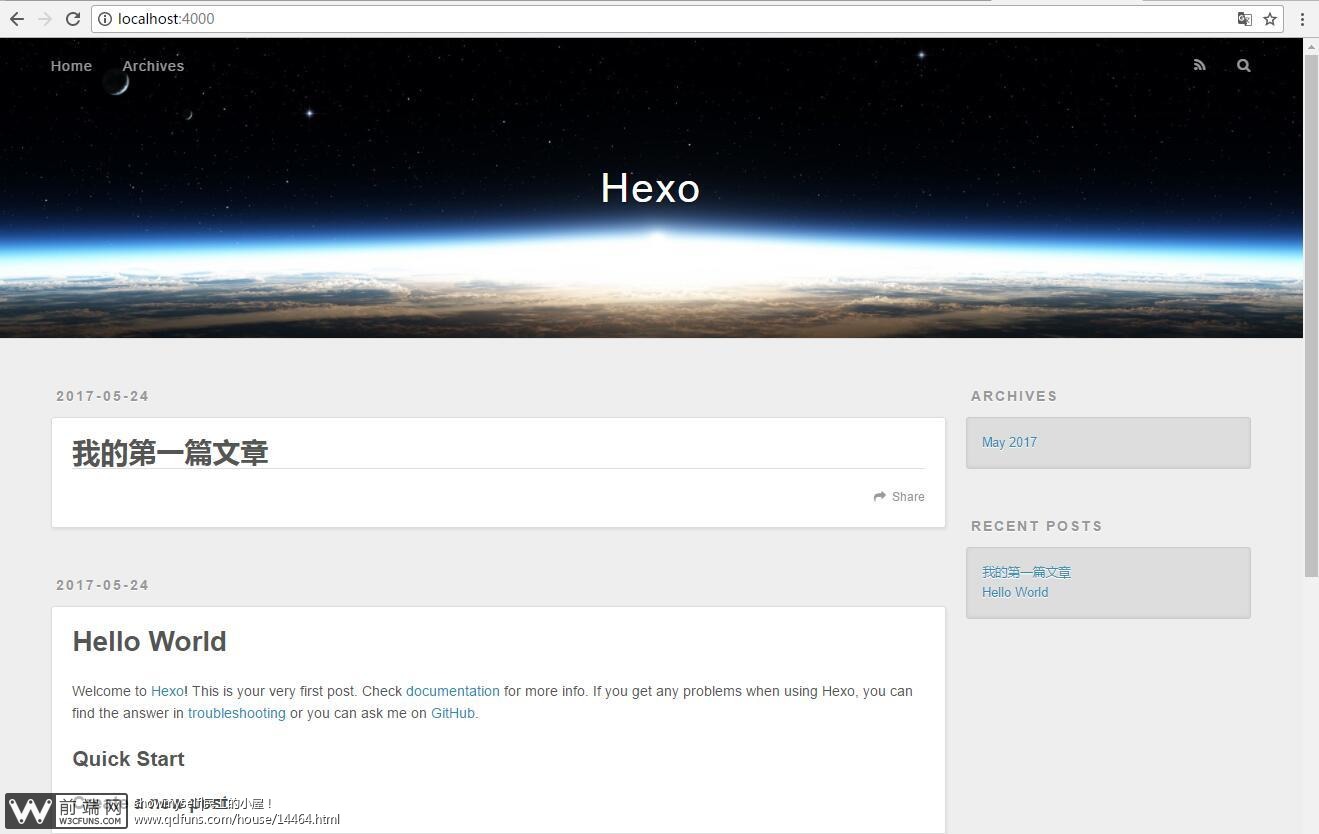 localhost:4000
Home Archives
Hexo
2017-05-24
我的第一篇文章
Share
2017-05-24
Hello World
Welcome to Hexo! This is your very first post. Check documentation for more info. If you get any problems when using Hexo, you can
find the answer in troubleshooting or you can ask me on GitHub.
Quick Start
Create a new post
ARCHIVES
May 2017
RECENT POSTS
我的第一篇文章
Hello World
前端网
W3CFUNS.COM
的小屋！
www.qdfuns.com/house/14464.html